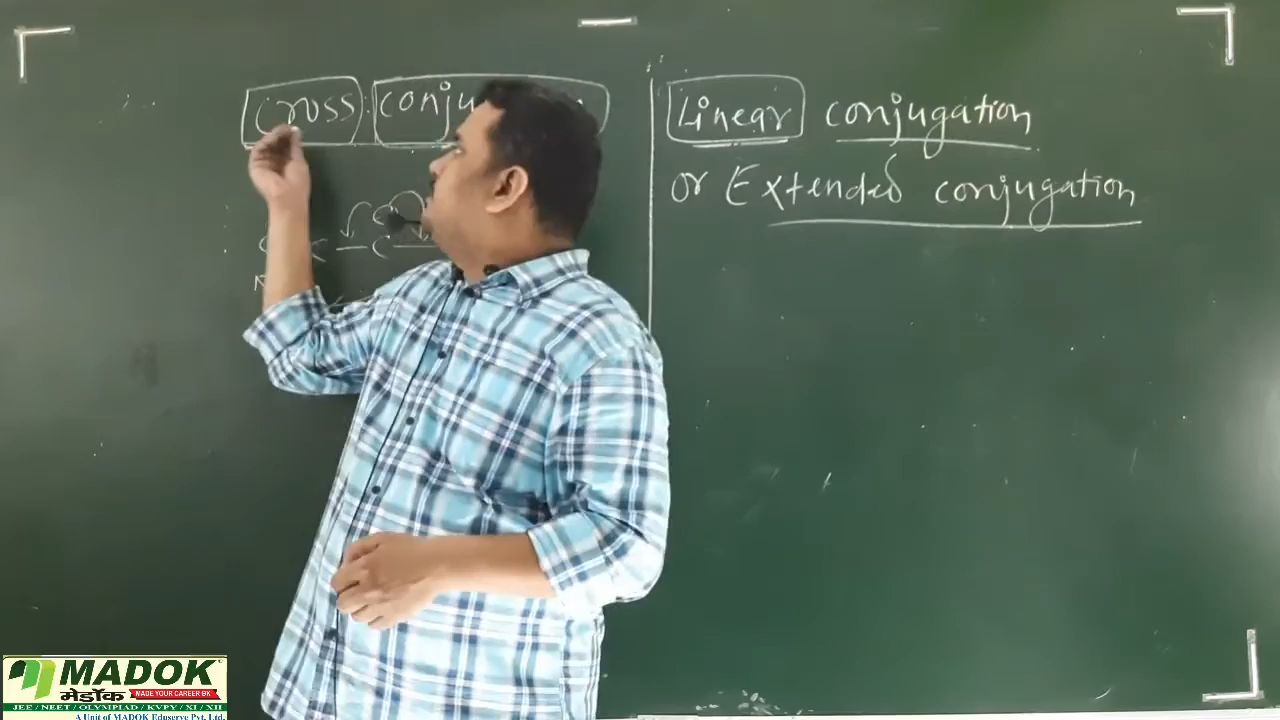 Cross conju
Linear conjugation
or Extended conjugation
MADOK
मेडॉक MADE YOUR CAREER BK
JEE / NEET / OLYMPIAD / KVPY / XI / XII
A Unit of MADOK Eduserve Pvt. Ltd.